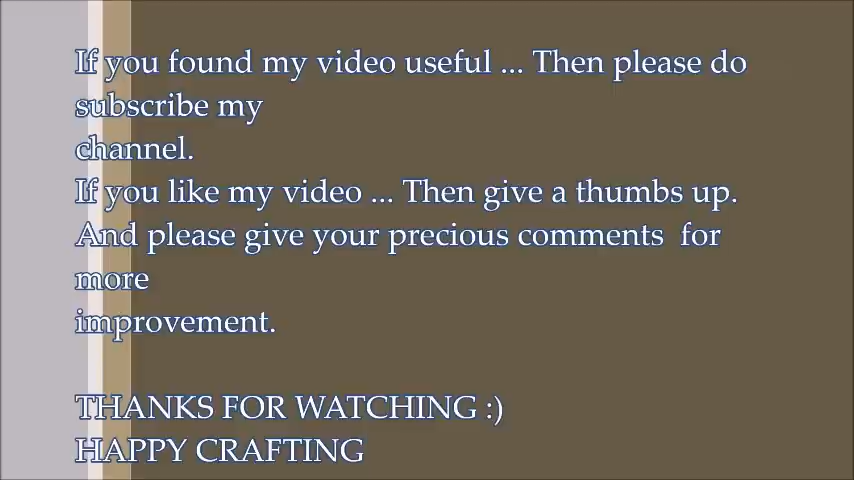 If you found my video useful ... Then please do
subscribe my
channel.
If you like my video ... Then give a thumbs up.
And please give your precious comments  for
more
improvement.
THANKS FOR WATCHING :)
HAPPY CRAFTING